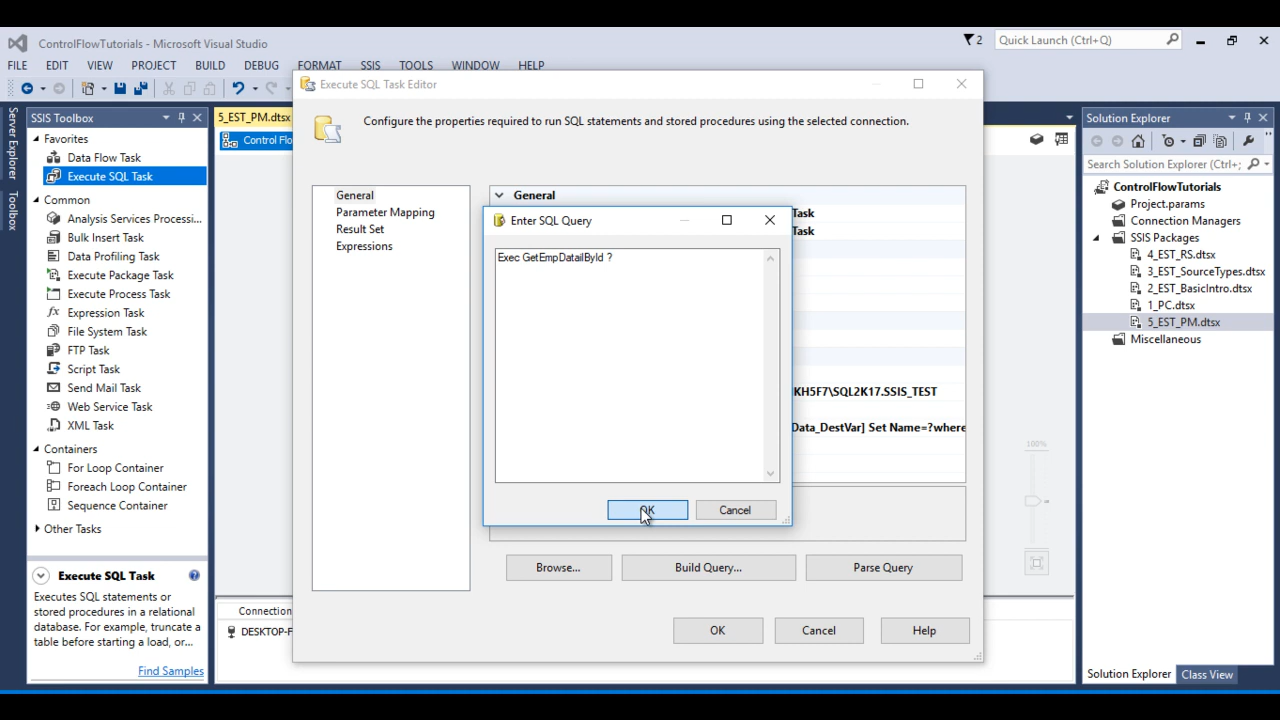 ControlFlowTutorials - Microsoft Visual Studio
2
Quick Launch (Ctrl+Q)
FILE EDIT VIEW PROJECT BUILD DEBUG FORMAT SSIS TOOLS WINDOW HELP
Server Explorer
Toolbox
SSIS Toolbox
Favorites
Data Flow Task
Execute SQL Task
Common
Analysis Services Processi...
Bulk Insert Task
Data Profiling Task
Execute Package Task
Execute Process Task
Expression Task
File System Task
FTP Task
Script Task
Send Mail Task
Web Service Task
XML Task
Containers
For Loop Container
Foreach Loop Container
Sequence Container
Other Tasks
Execute SQL Task
Executes SQL statements or
stored procedures in a relational
database. For example, truncate a
table before starting a load, or...
Find Samples
5_EST_PM.dtsx
Control Flo
Connection
DESKTOP-F
100%
Execute SQL Task Editor
Configure the properties required to run SQL statements and stored procedures using the selected connection.
General
Parameter Mapping
Result Set
Expressions
General
Task
Task
KH5F7\SQL2K17.SSIS_TEST
Data_DestVar] Set Name=?where
Enter SQL Query
Exec GetEmpDatailById ?
OK
Cancel
Browse...
Build Query...
Parse Query
OK
Cancel
Help
Solution Explorer
Search Solution Explorer (Ctrl+;
ControlFlowTutorials
Project.params
Connection Managers
SSIS Packages
4_EST_RS.dtsx
3_EST_SourceTypes.dtsx
2_EST_BasicIntro.dtsx
1_PC.dtsx
5_EST_PM.dtsx
Miscellaneous
Solution Explorer
Class View